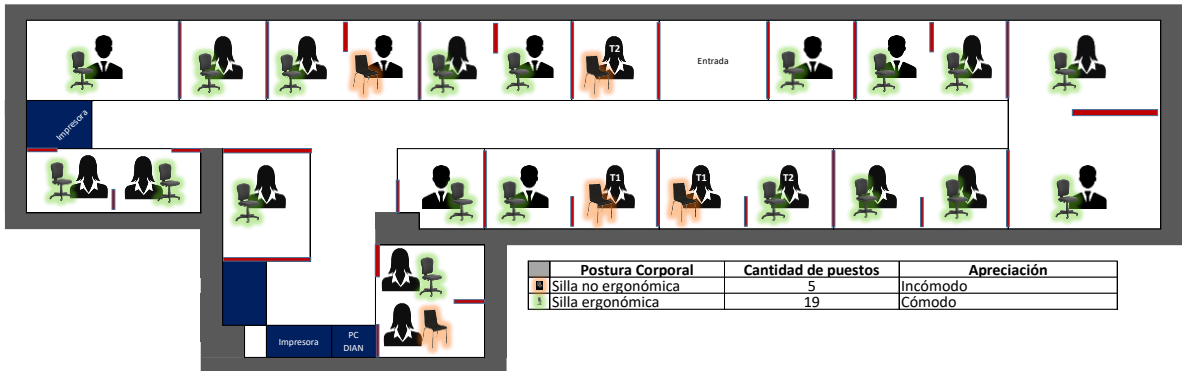 T2
Entrada
Impresora
T1
T1
T2
Postura Corporal Cantidad de puestos Apreciación
Silla no ergonómica 5 Incómodo
Silla ergonómica 19 Cómodo
Impresora
PC
DIAN